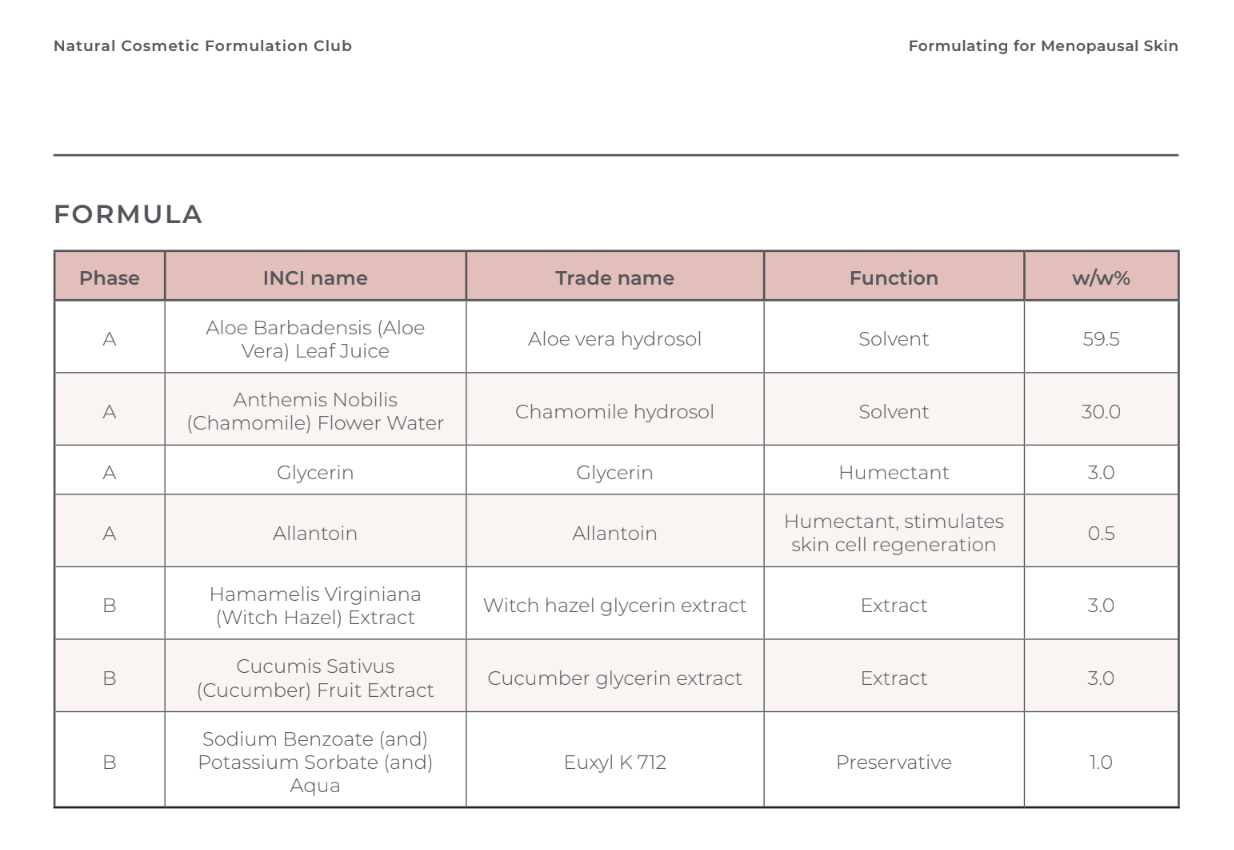 Natural Cosmetic Formulation Club
Formulating for Menopausal Skin
FORMULA
Phase INCI name Trade name Function w/w%
A Aloe Barbadensis (Aloe Vera) Leaf Juice Aloe vera hydrosol Solvent 59.5
A Anthemis Nobilis (Chamomile) Flower Water Chamomile hydrosol Solvent 30.0
A Glycerin Glycerin Humectant 3.0
A Allantoin Allantoin Humectant, stimulates skin cell regeneration 0.5
B Hamamelis Virginiana (Witch Hazel) Extract Witch hazel glycerin extract Extract 3.0
B Cucumis Sativus (Cucumber) Fruit Extract Cucumber glycerin extract Extract 3.0
B Sodium Benzoate (and) Potassium Sorbate (and) Aqua Euxyl K 712 Preservative 1.0